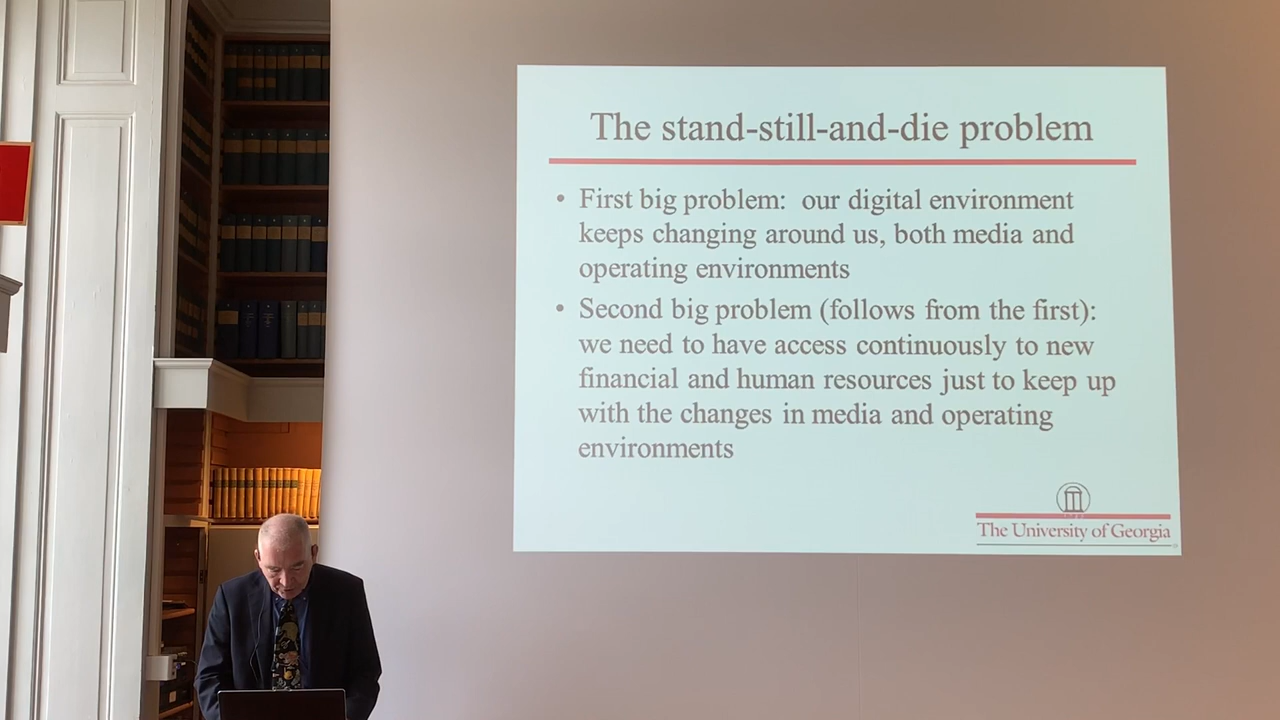 The stand-still-and-die problem
• First big problem:  our digital environment
keeps changing around us, both media and
operating environments
• Second big problem (follows from the first):
we need to have access continuously to new
financial and human resources just to keep up
with the changes in media and operating
environments
The University of Georgia